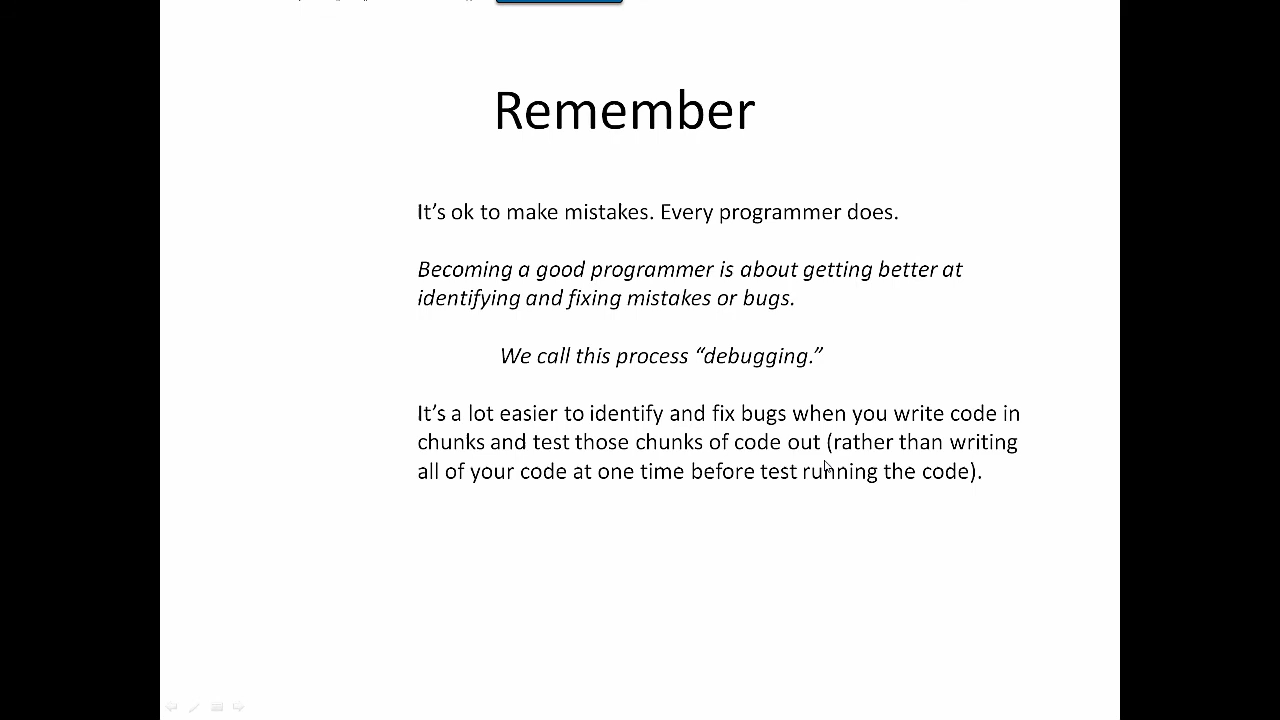 Remember
It’s ok to make mistakes. Every programmer does.
Becoming a good programmer is about getting better at
identifying and fixing mistakes or bugs.
We call this process “debugging.”
It’s a lot easier to identify and fix bugs when you write code in
chunks and test those chunks of code out (rather than writing
all of your code at one time before test running the code).